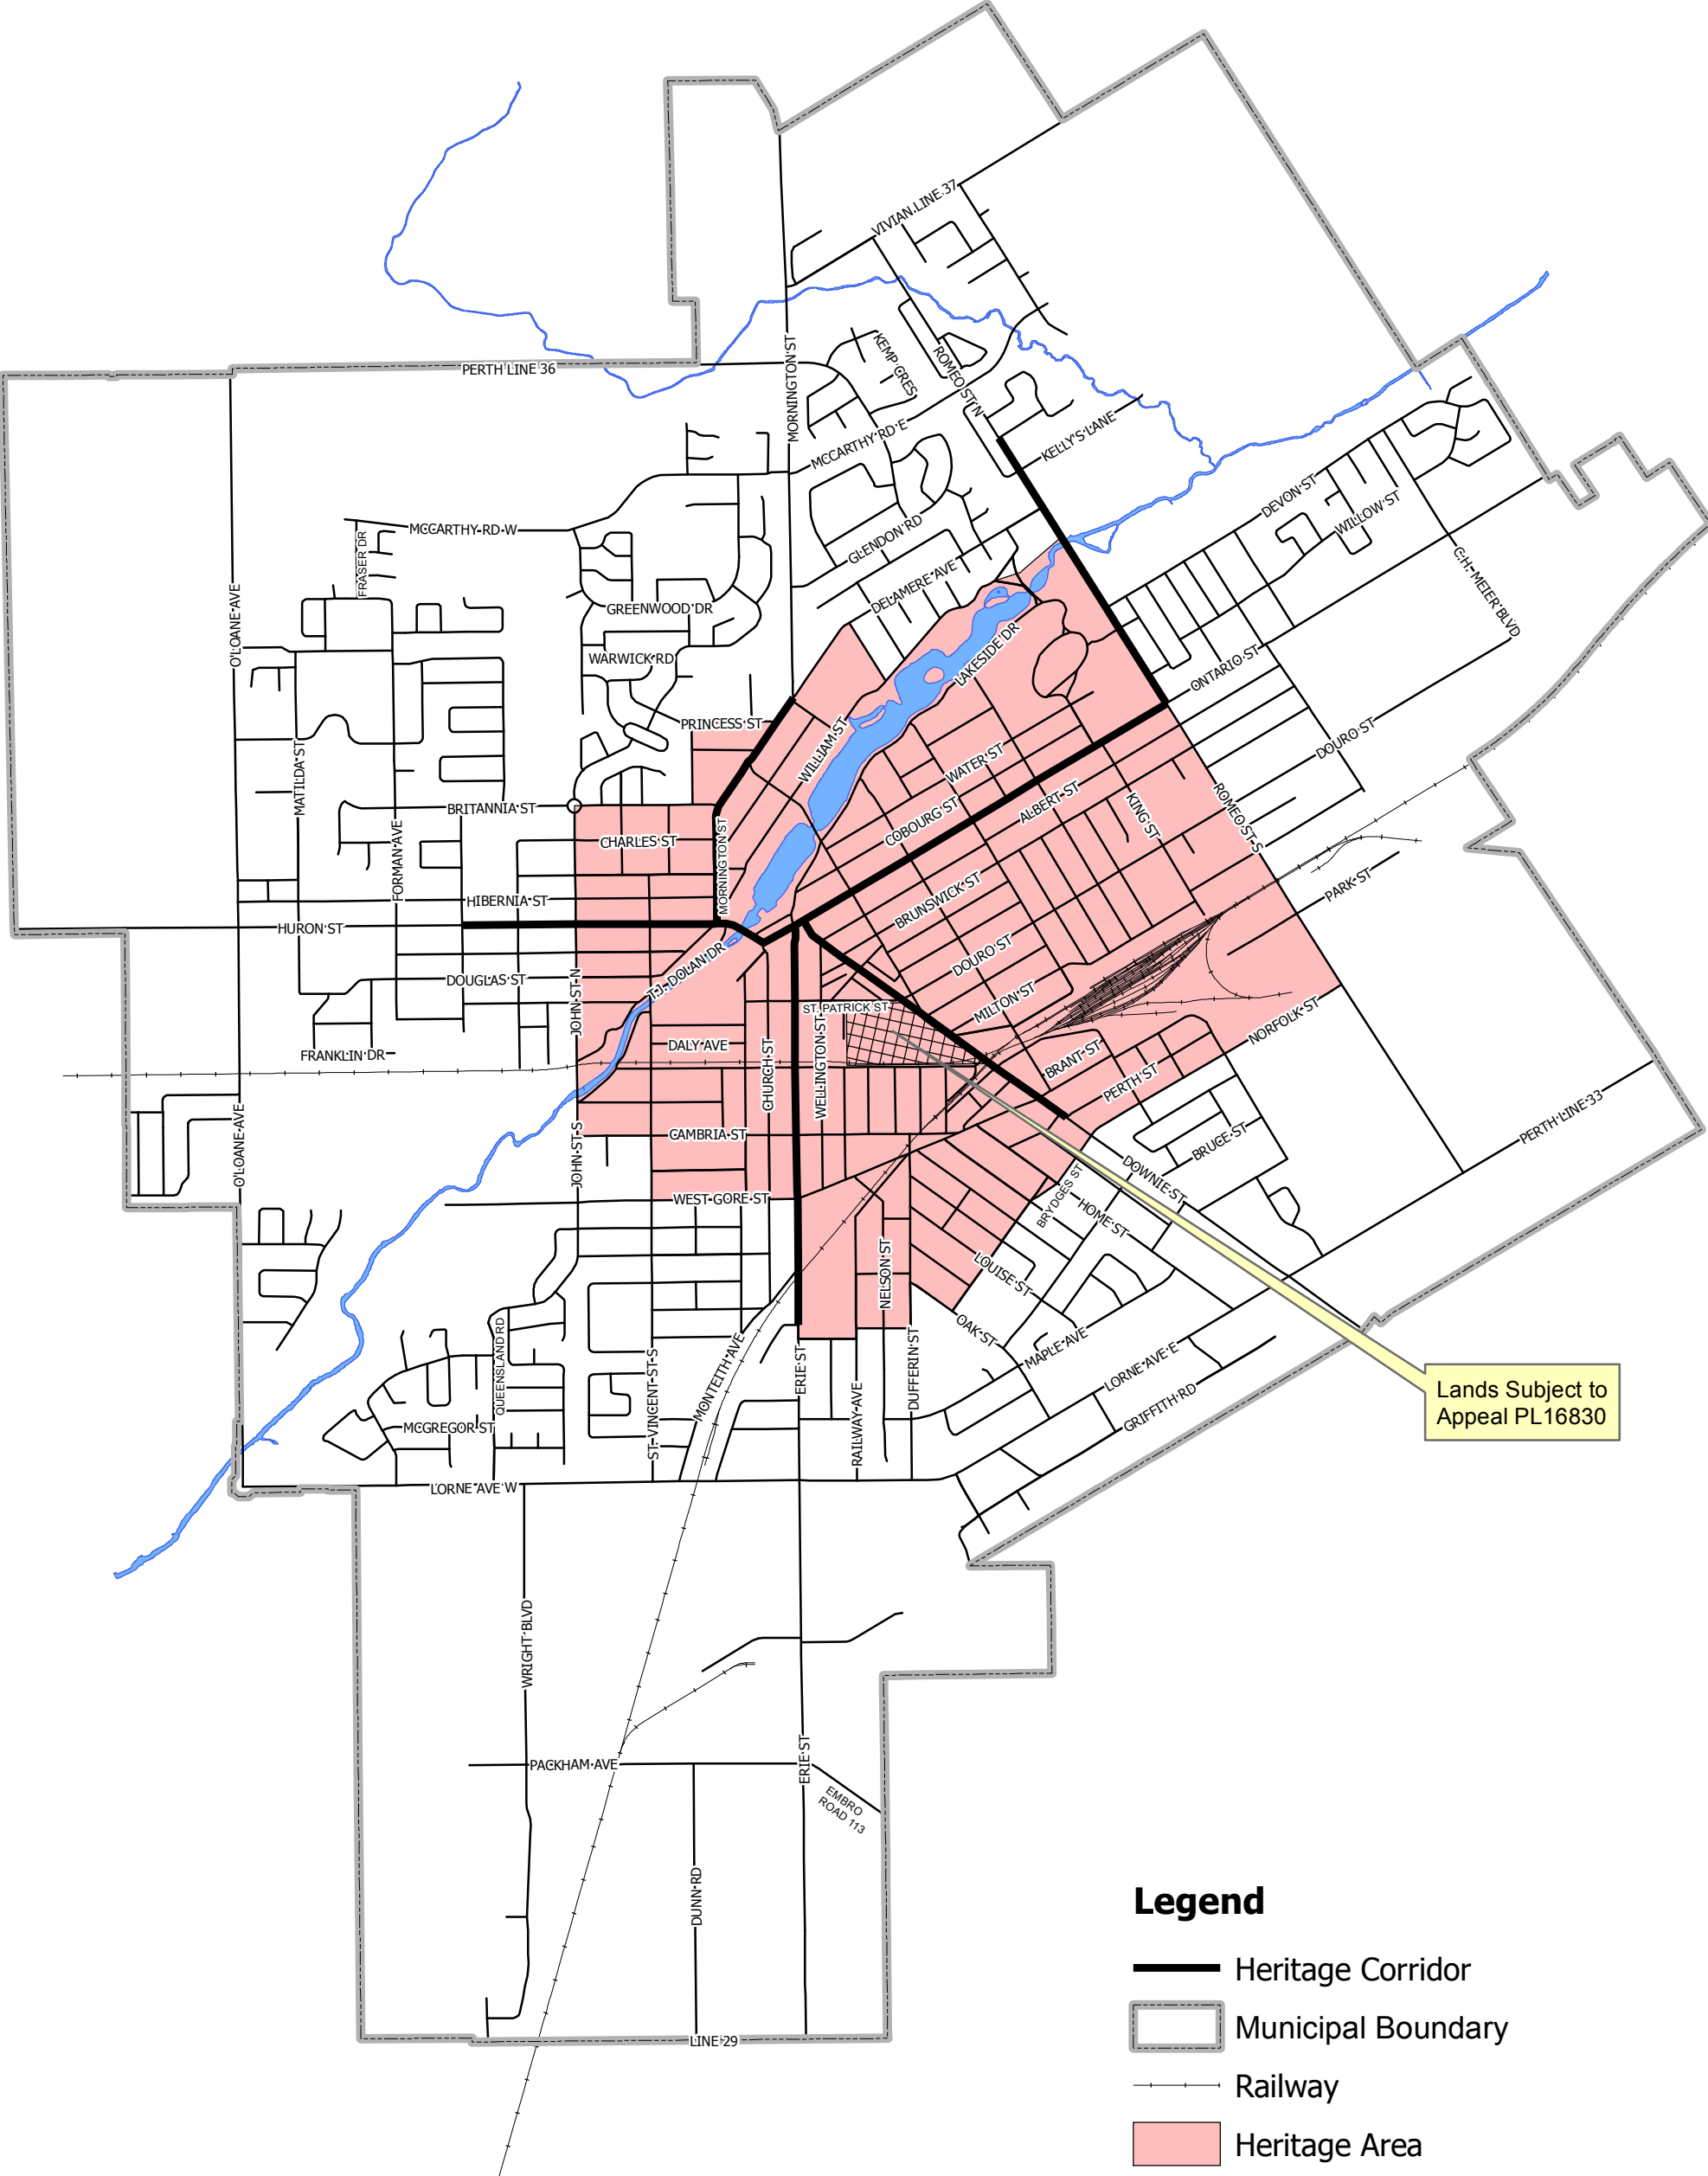 VIVIAN LINE 37
MORNINGTON ST
KEMP CRES
ROMEO ST N
PERTH LINE 36
MCCARTHY RD E
KELLY'S LANE
DEVON ST
WILLOW ST
MCCARTHY RD W
GLENDON RD
FRASER DR
C.H. MEIER BLVD
DELAMERE AVE
O'LOANE AVE
GREENWOOD DR
LAKESIDE DR
WARWICK RD
ONTARIO ST
PRINCESS ST
WILLIAM ST
DOURO ST
WATER ST
MATILDA ST
BRITANNIA ST
COBOURG ST
ALBERT ST
KING ST
ROMEO ST S
CHARLES ST
MORNINGTON ST
FORMAN AVE
HIBERNIA ST
BRUNSWICK ST
PARK ST
HURON ST
DOURO ST
DOUGLAS ST
T.J. DOLAN DR
JOHN ST N
ST. PATRICK ST
MILTON ST
NORFOLK ST
FRANKLIN DR
DALY AVE
CHURCH ST
WELLINGTON ST
BRANT ST
PERTH ST
PERTH LINE 33
O'LOANE AVE
JOHN ST S
CAMBRIA ST
BRUCE ST
DOWNIE ST
WEST GORE ST
BRYDGES ST
HOME ST
NELSON ST
LOUISE ST
OAK ST
QUEENSLAND RD
MONTEITH AVE
ST. VINCENT ST S
ERIE ST
DUFFERIN ST
MAPLE AVE
LORNE AVE E
GRIFFITH RD
Lands Subject to
Appeal PL16830
RAILWAY AVE
MCGREGOR ST
LORNE AVE W
WRIGHT BLVD
ERIE ST
PACKHAM AVE
EMBRO
ROAD 113
DUNN RD
LINE 29
Legend
Heritage Corridor
Municipal Boundary
Railway
Heritage Area